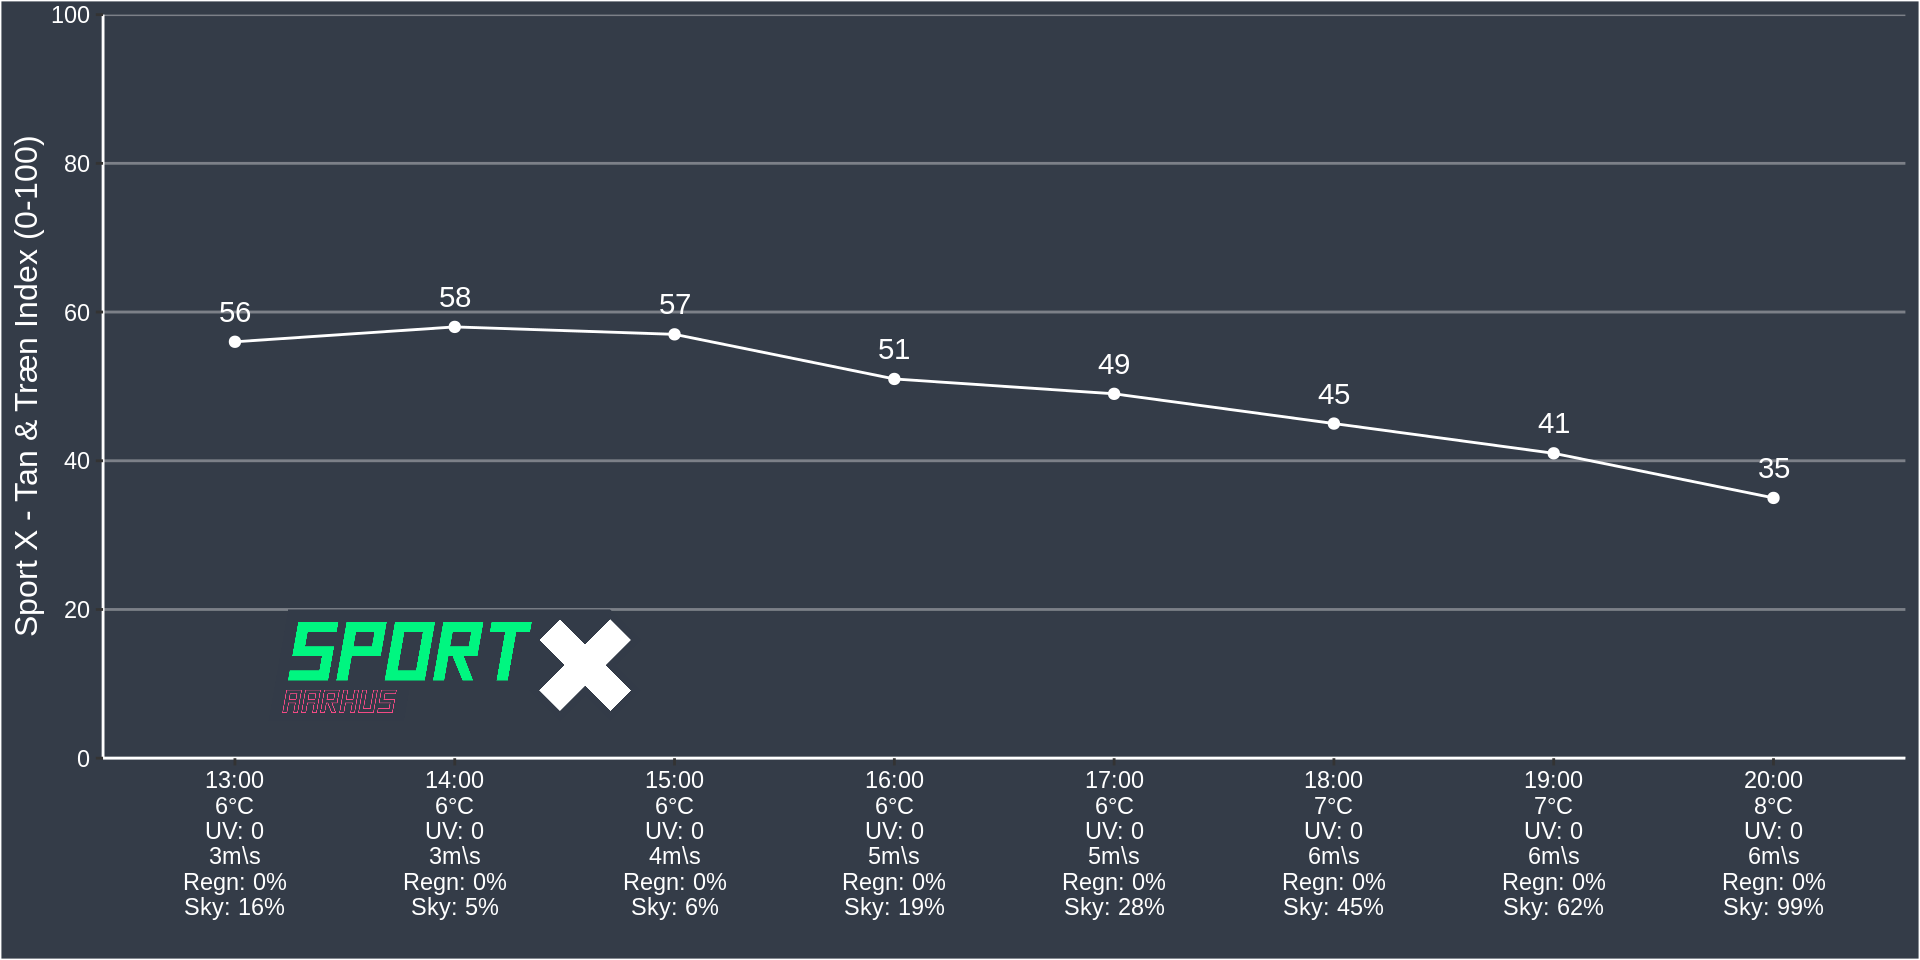 Sport X - Tan & Træn Index (0-100)
100
80
60
40
20
0
56
58
57
51
49
45
41
35
SPORT X
AARHUS
13:00 14:00 15:00 16:00 17:00 18:00 19:00 20:00
6°C 6°C 6°C 6°C 6°C 7°C 7°C 8°C
UV: 0 UV: 0 UV: 0 UV: 0 UV: 0 UV: 0 UV: 0 UV: 0
3m\s 3m\s 4m\s 5m\s 5m\s 6m\s 6m\s 6m\s
Regn: 0% Regn: 0% Regn: 0% Regn: 0% Regn: 0% Regn: 0% Regn: 0% Regn: 0%
Sky: 16% Sky: 5% Sky: 6% Sky: 19% Sky: 28% Sky: 45% Sky: 62% Sky: 99%